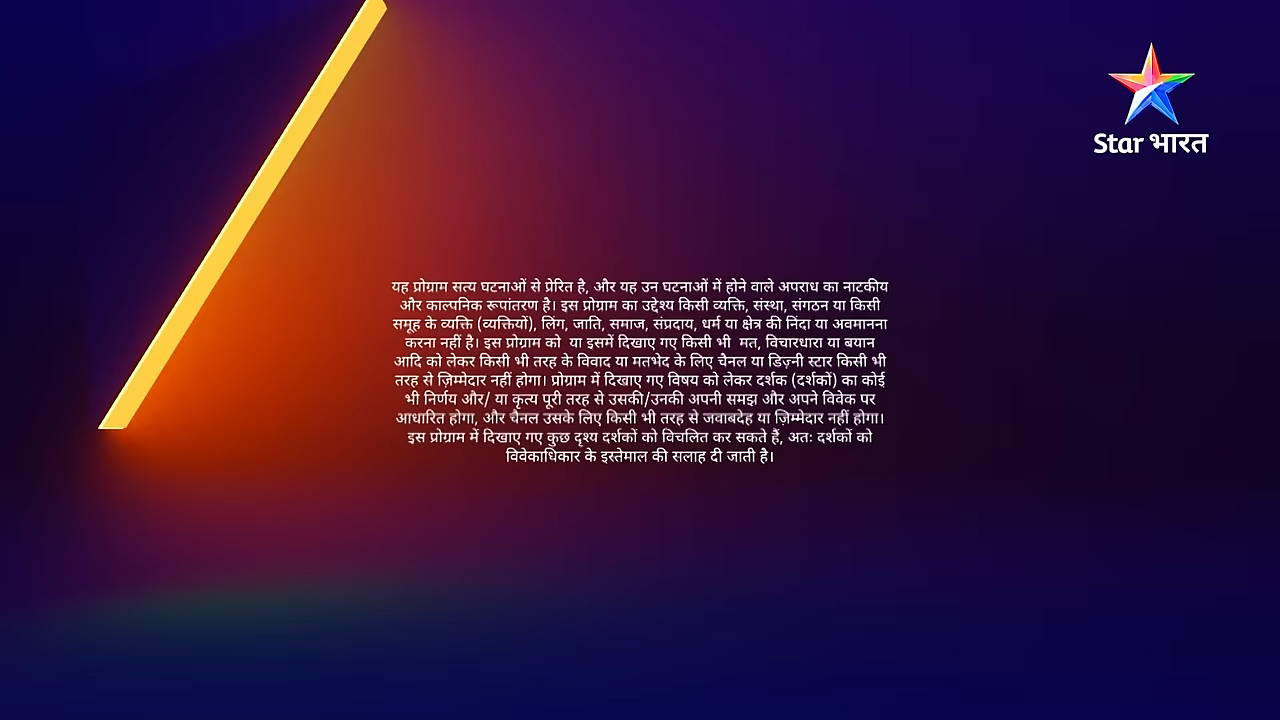 Star भारत
यह प्रोग्राम सत्य घटनाओं से प्रेरित है, और यह उन घटनाओं में होने वाले अपराध का नाटकीय
और काल्पनिक रूपांतरण है। इस प्रोग्राम का उद्देश्य किसी व्यक्ति, संस्था, संगठन या किसी
समूह के व्यक्ति (व्यक्तियों), लिंग, जाति, समाज, संप्रदाय, धर्म या क्षेत्र की निंदा या अवमानना
करना नहीं है। इस प्रोग्राम को या इसमें दिखाए गए किसी भी मत, विचारधारा या बयान
आदि को लेकर किसी भी तरह के विवाद या मतभेद के लिए चैनल या डिज़्नी स्टार किसी भी
तरह से ज़िम्मेदार नहीं होगा। प्रोग्राम में दिखाए गए विषय को लेकर दर्शक (दर्शकों) का कोई
भी निर्णय और/ या कृत्य पूरी तरह से उसकी/उनकी अपनी समझ और अपने विवेक पर
आधारित होगा, और चैनल उसके लिए किसी भी तरह से जवाबदेह या ज़िम्मेदार नहीं होगा।
इस प्रोग्राम में दिखाए गए कुछ दृश्य दर्शकों को विचलित कर सकते हैं, अतः दर्शकों को
विवेकाधिकार के इस्तेमाल की सलाह दी जाती है।